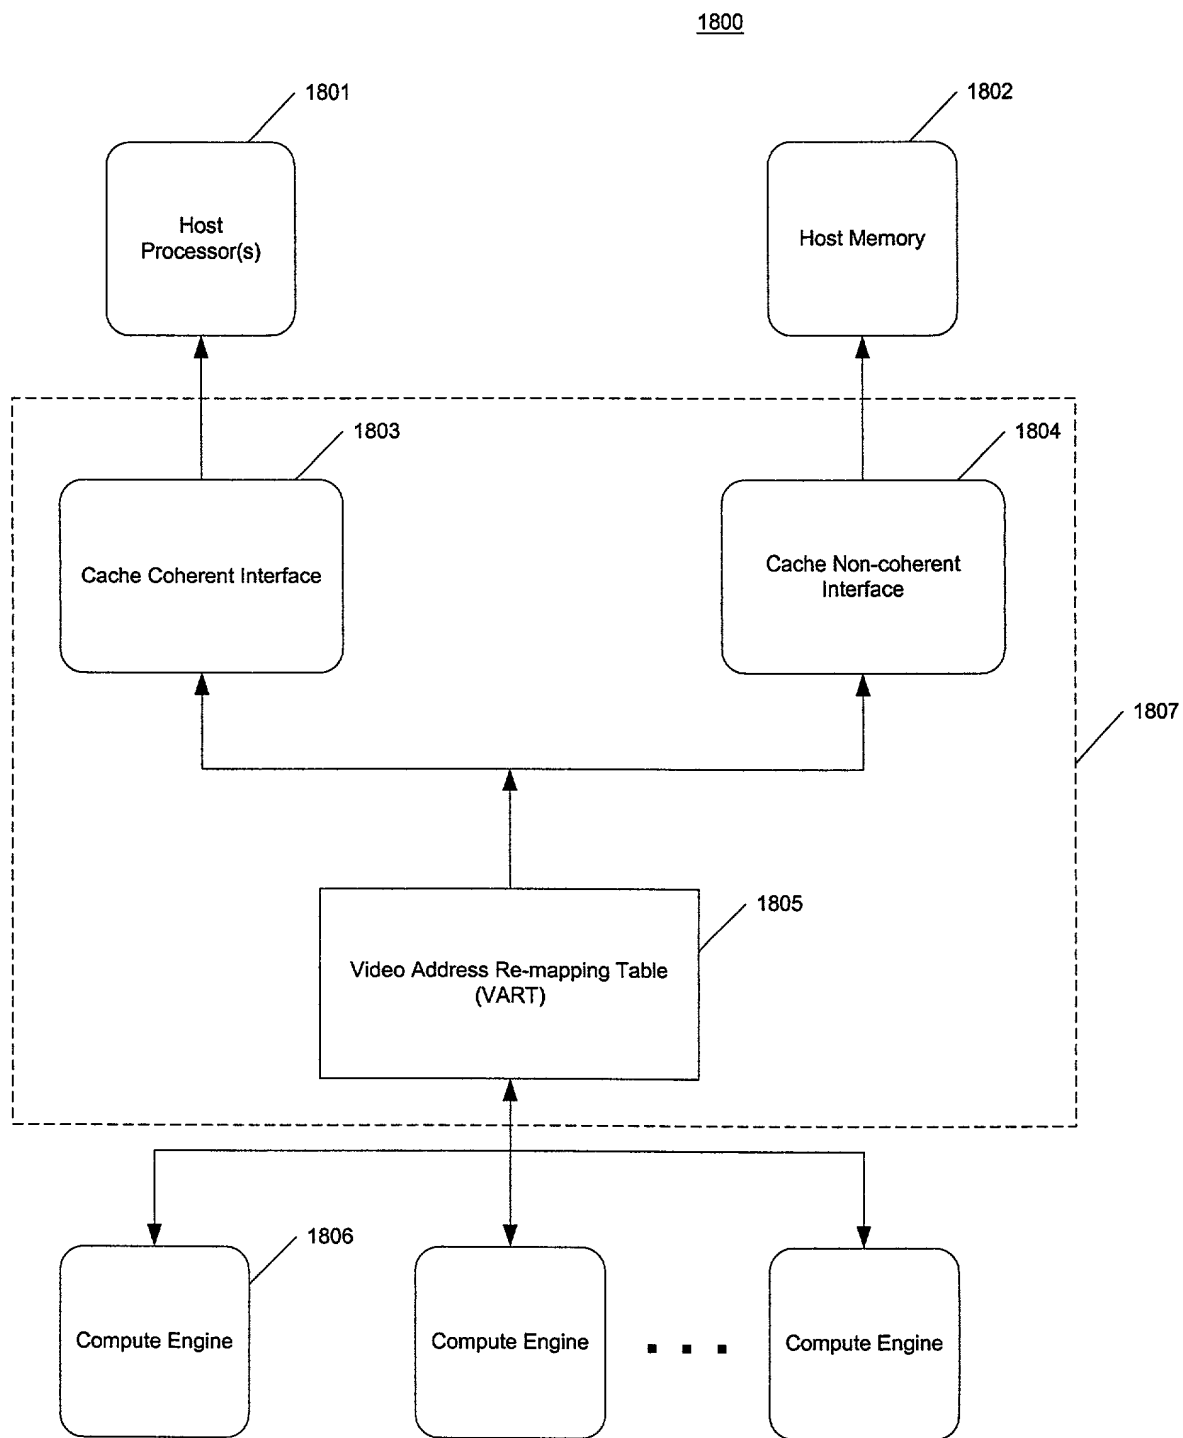 1800
1801
1802
Host
Processor(s)
Host Memory
1803
1804
Cache Coherent Interface
Cache Non-coherent
Interface
1807
1805
Video Address Re-mapping Table
(VART)
1806
Compute Engine
Compute Engine
Compute Engine